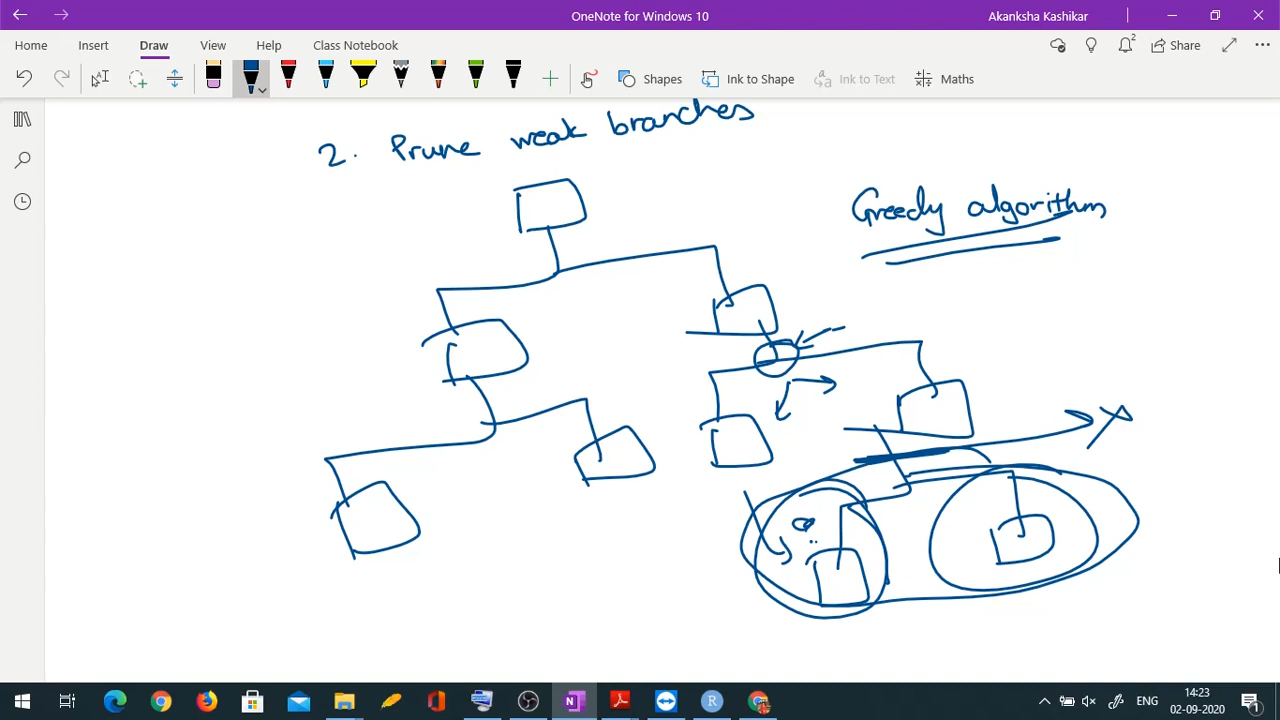 OneNote for Windows 10
Akanksha Kashikar
Home Insert Draw View Help Class Notebook Share
Shapes Ink to Shape Ink to Text Maths
2. Prune weak branches
Greedy algorithm
ENG
14:23
02-09-2020
1